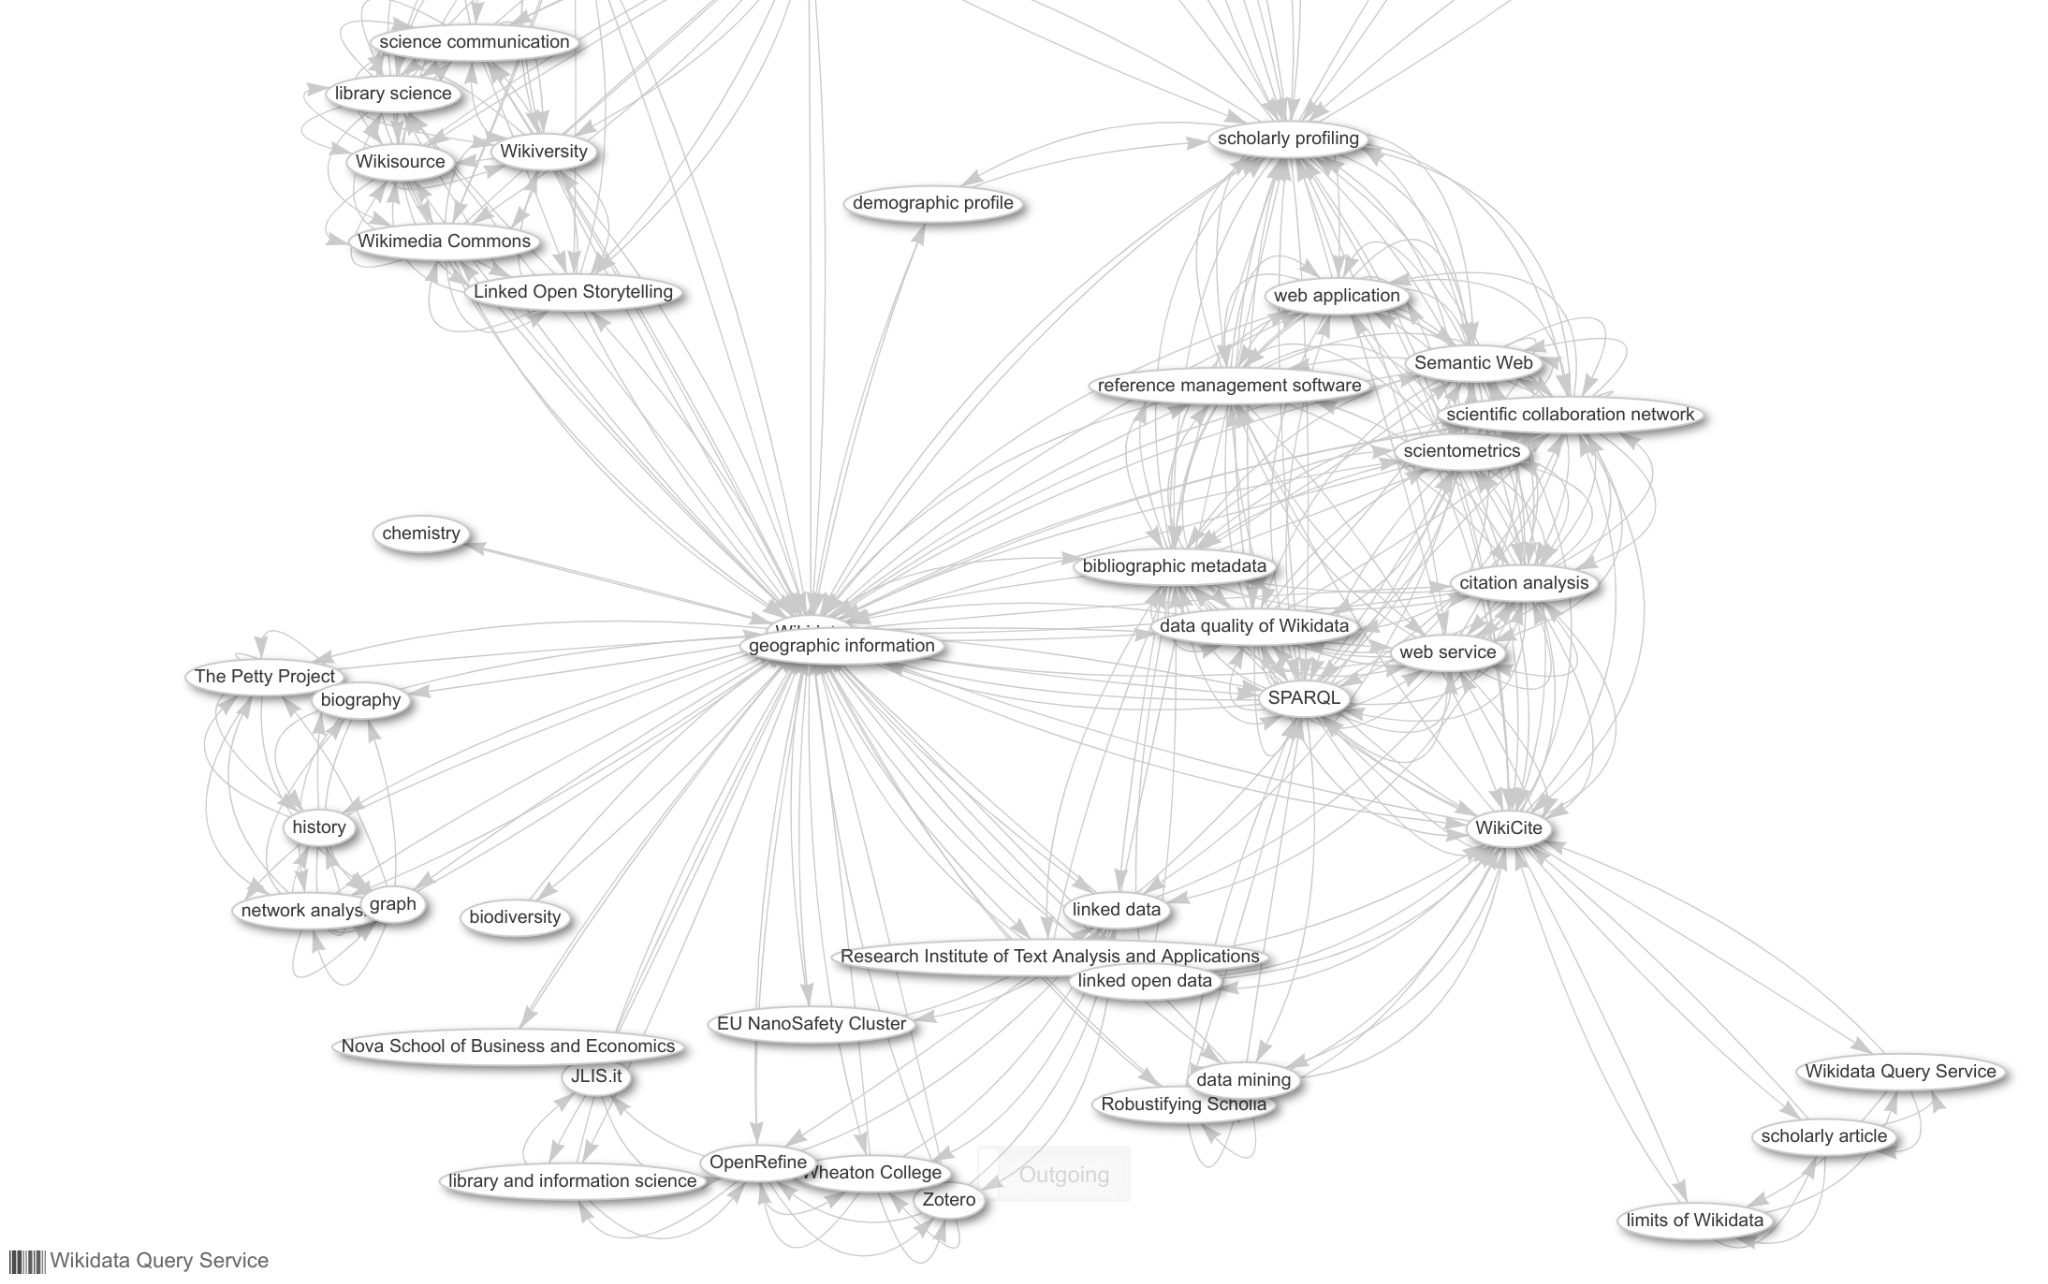 science communication
library science
Wikiversity
Wikisource
Wikimedia Commons
Linked Open Storytelling
scholarly profiling
demographic profile
web application
Semantic Web
reference management software
scientific collaboration network
scientometrics
chemistry
bibliographic metadata
citation analysis
data quality of Wikidata
geographic information
web service
The Petty Project
biography
SPARQL
history
WikiCite
graph
network analys
biodiversity
linked data
Research Institute of Text Analysis and Applications
linked open data
EU NanoSafety Cluster
Nova School of Business and Economics
JLIS.it
data mining
Robustifying Scholia
Wikidata Query Service
scholarly article
OpenRefine
Wheaton College
library and information science
Zotero
Outgoing
limits of Wikidata
Wikidata Query Service